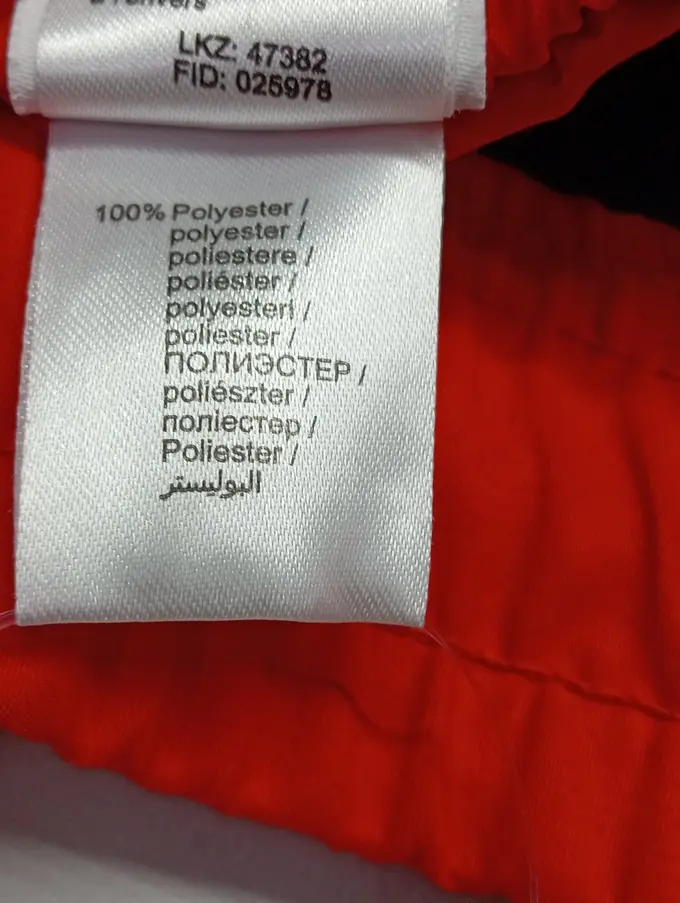 LKZ: 47382
FID: 025978
100% Polyester /
polyester /
poliestere /
poliéster /
polyesteri /
poliester /
ПОЛИЭСТЕР /
poliészter /
поліестер /
Poliester /
البوليستر